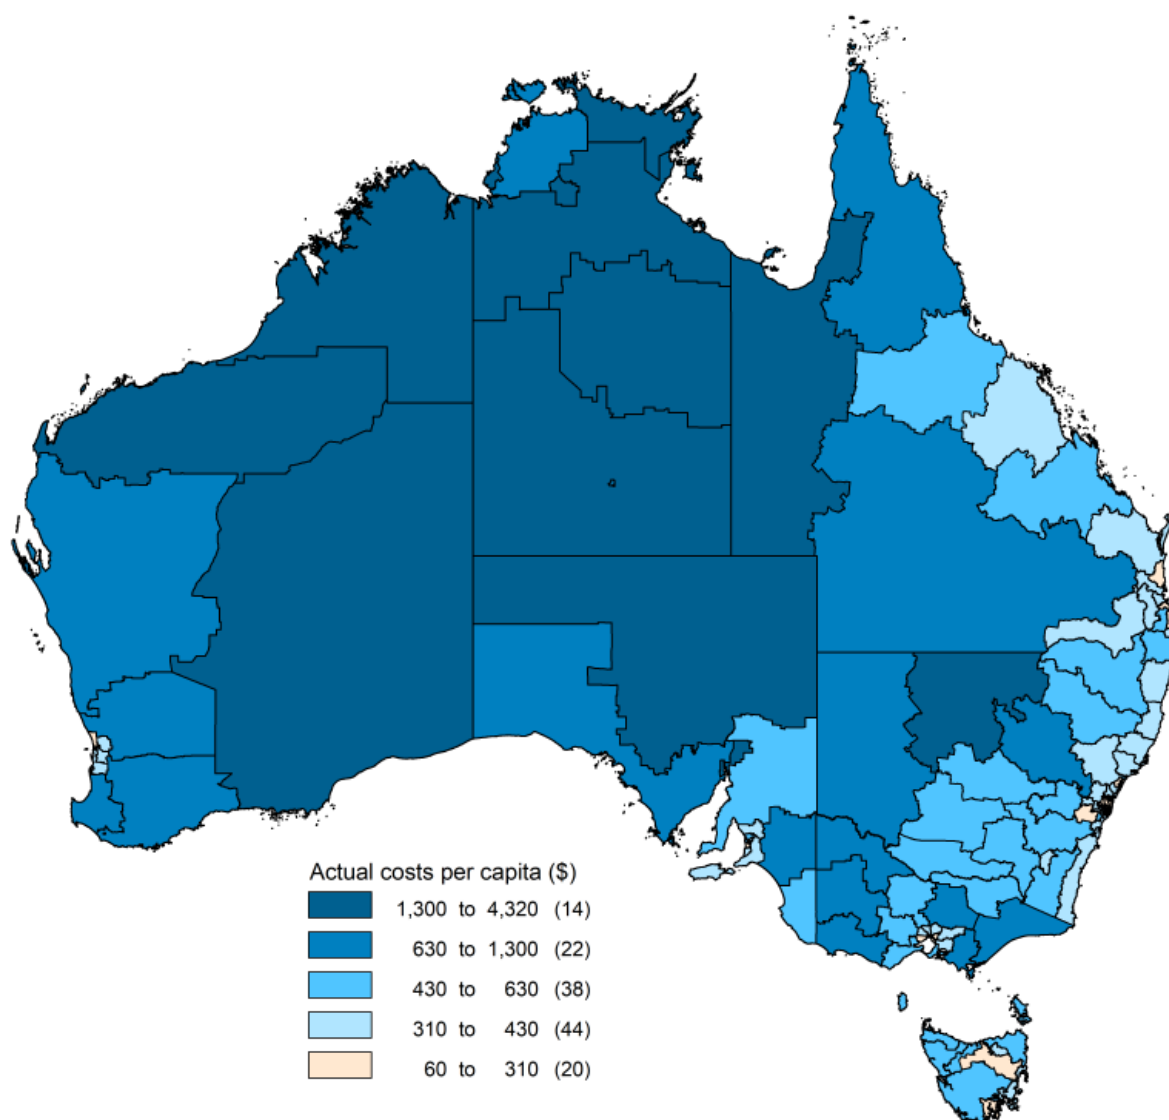 Actual costs per capita ($)
1,300 to 4,320 (14)
630 to 1,300 (22)
430 to 630 (38)
310 to 430 (44)
60 to 310 (20)